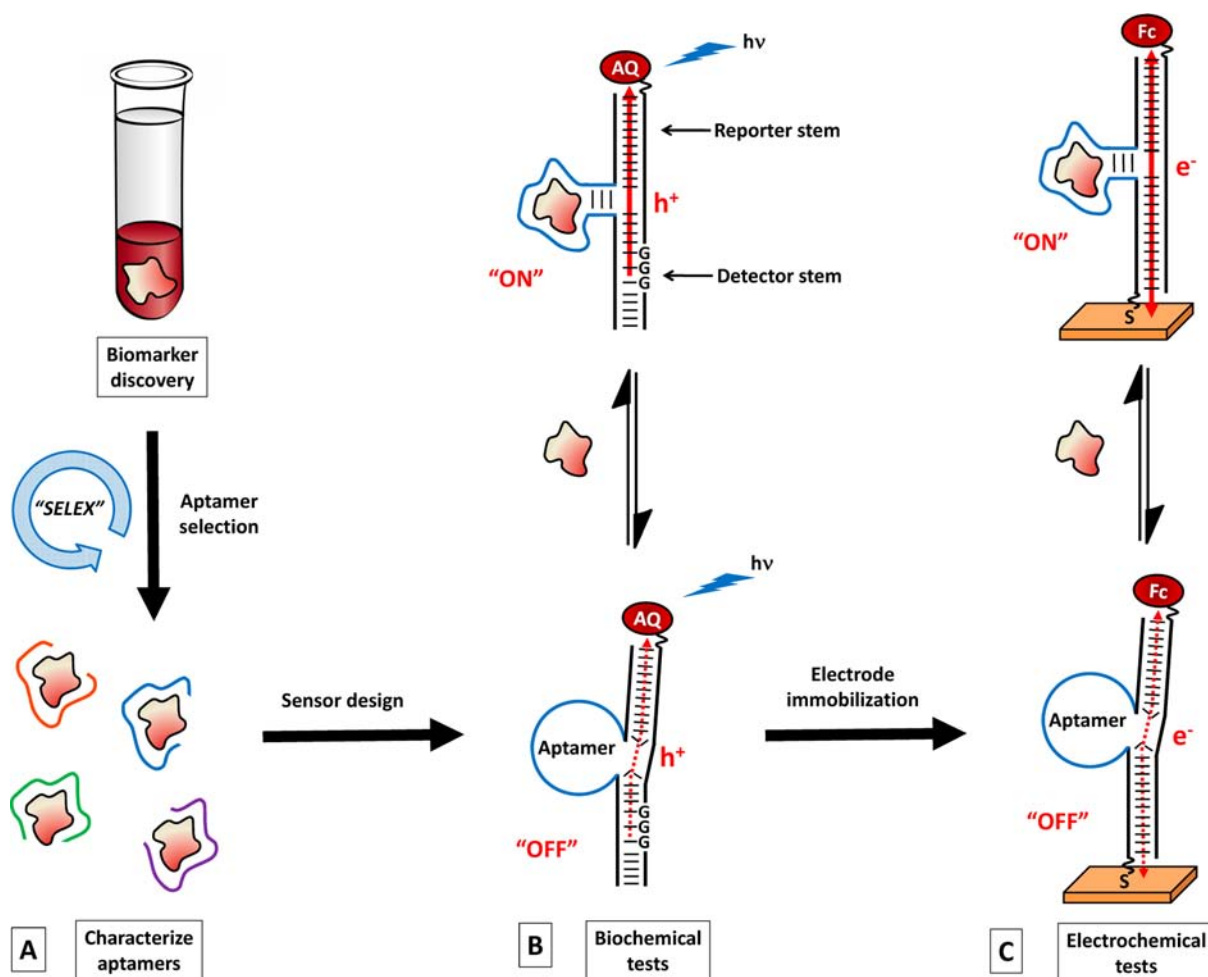 Biomarker
discovery
"SELEX"
Aptamer
selection
A
Characterize
aptamers
Sensor design
AQ
hν
Reporter stem
h⁺
"ON"
G
G
G
Detector stem
hν
AQ
Aptamer
h⁺
"OFF"
G
G
G
B
Biochemical
tests
Electrode
immobilization
Fc
e⁻
"ON"
S
Fc
Aptamer
e⁻
"OFF"
S
C
Electrochemical
tests